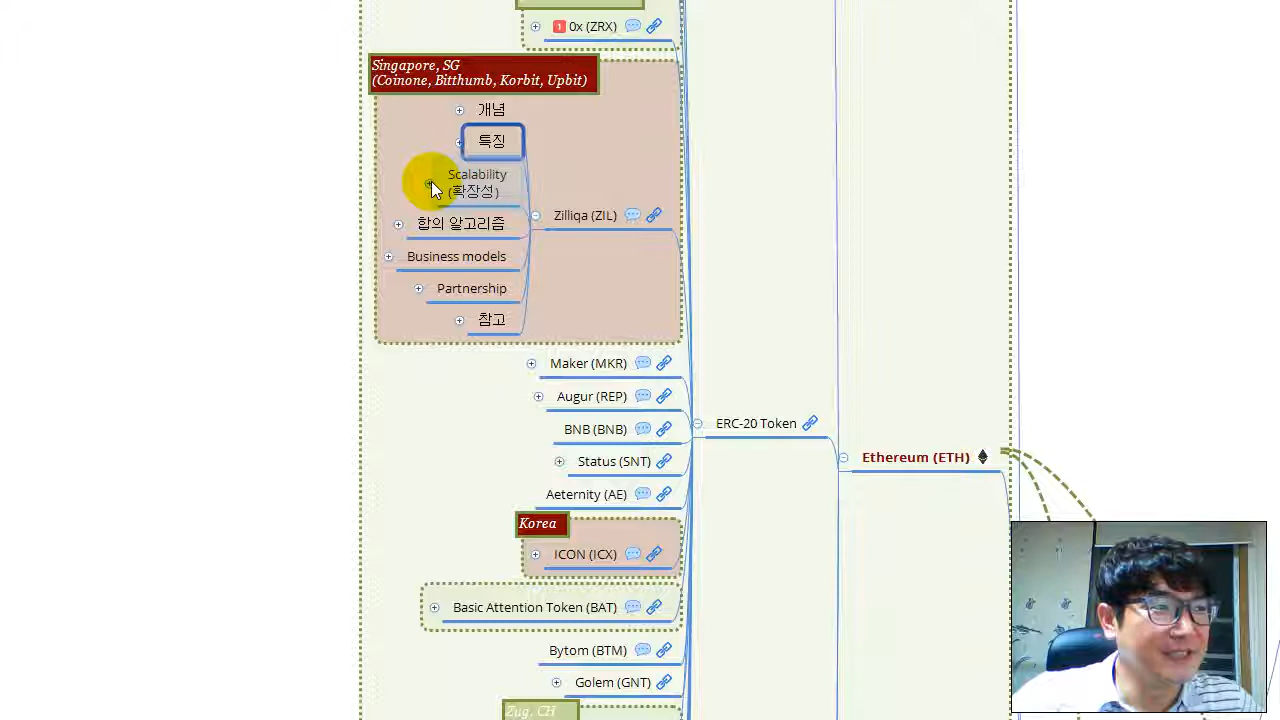 0x (ZRX)
Singapore, SG
(Coinone, Bitthumb, Korbit, Upbit)
개념
특징
Scalability
(확장성)
합의 알고리즘
Zilliqa (ZIL)
Business models
Partnership
참고
Maker (MKR)
Augur (REP)
ERC-20 Token
BNB (BNB)
Ethereum (ETH)
Status (SNT)
Aeternity (AE)
Korea
ICON (ICX)
Basic Attention Token (BAT)
Bytom (BTM)
Golem (GNT)
Zug, CH